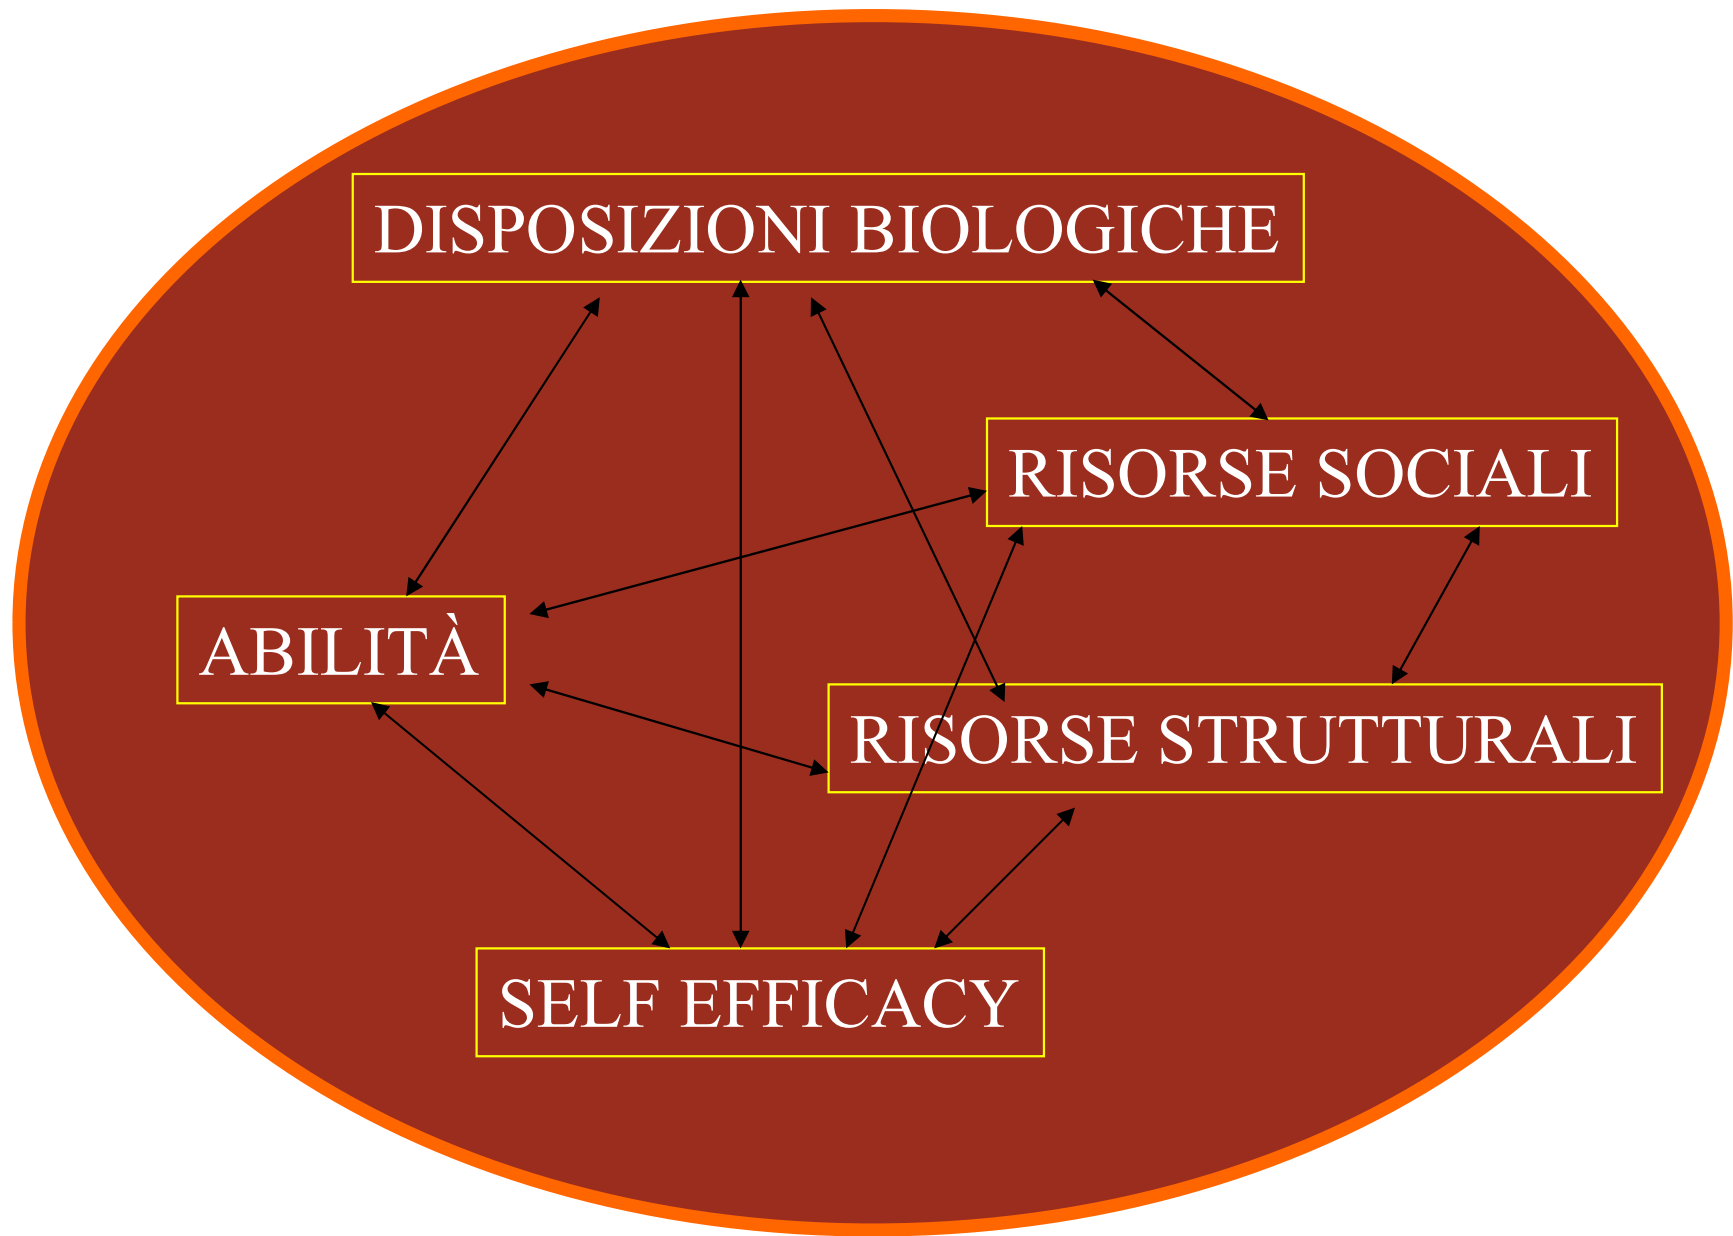 DISPOSIZIONI BIOLOGICHE
RISORSE SOCIALI
ABILITÀ
RISORSE STRUTTURALI
SELF EFFICACY